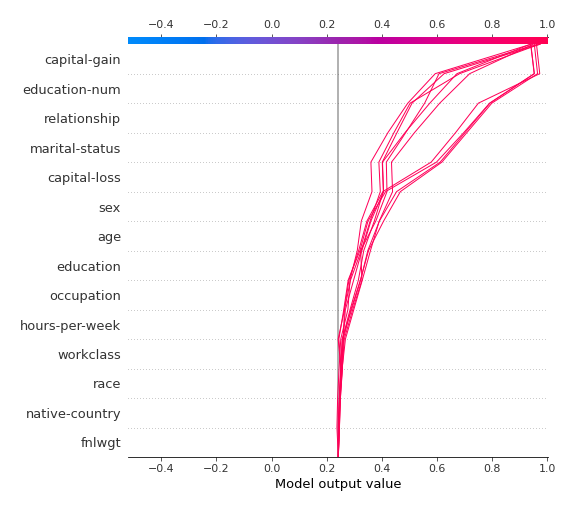 −0.4 −0.2 0.0 0.2 0.4 0.6 0.8 1.0
capital-gain
education-num
relationship
marital-status
capital-loss
sex
age
education
occupation
hours-per-week
workclass
race
native-country
fnlwgt
−0.4 −0.2 0.0 0.2 0.4 0.6 0.8 1.0
Model output value